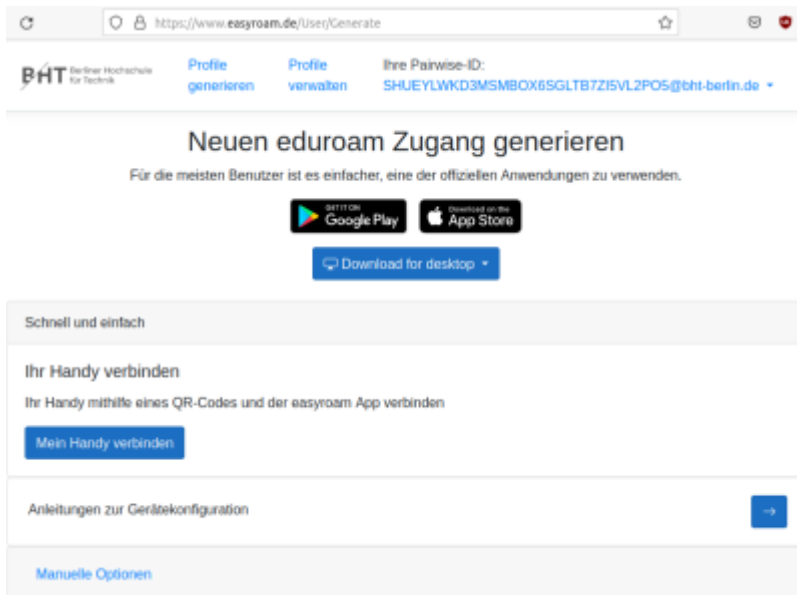 https://www.easyroam.de/User/Generate
BHT Berliner Hochschule für Technik
Profile generieren
Profile verwalten
Ihre Pairwise-ID:
SHUEYLWKD3MSMBOX6SGLTB7ZI5VL2PO5@bht-berlin.de
Neuen eduroam Zugang generieren
Für die meisten Benutzer ist es einfacher, eine der offiziellen Anwendungen zu verwenden.
GET IT ON
Google Play
Download on the
App Store
Download for desktop
Schnell und einfach
Ihr Handy verbinden
Ihr Handy mithilfe eines QR-Codes und der easyroam App verbinden
Mein Handy verbinden
Anleitungen zur Gerätekonfiguration
Manuelle Optionen